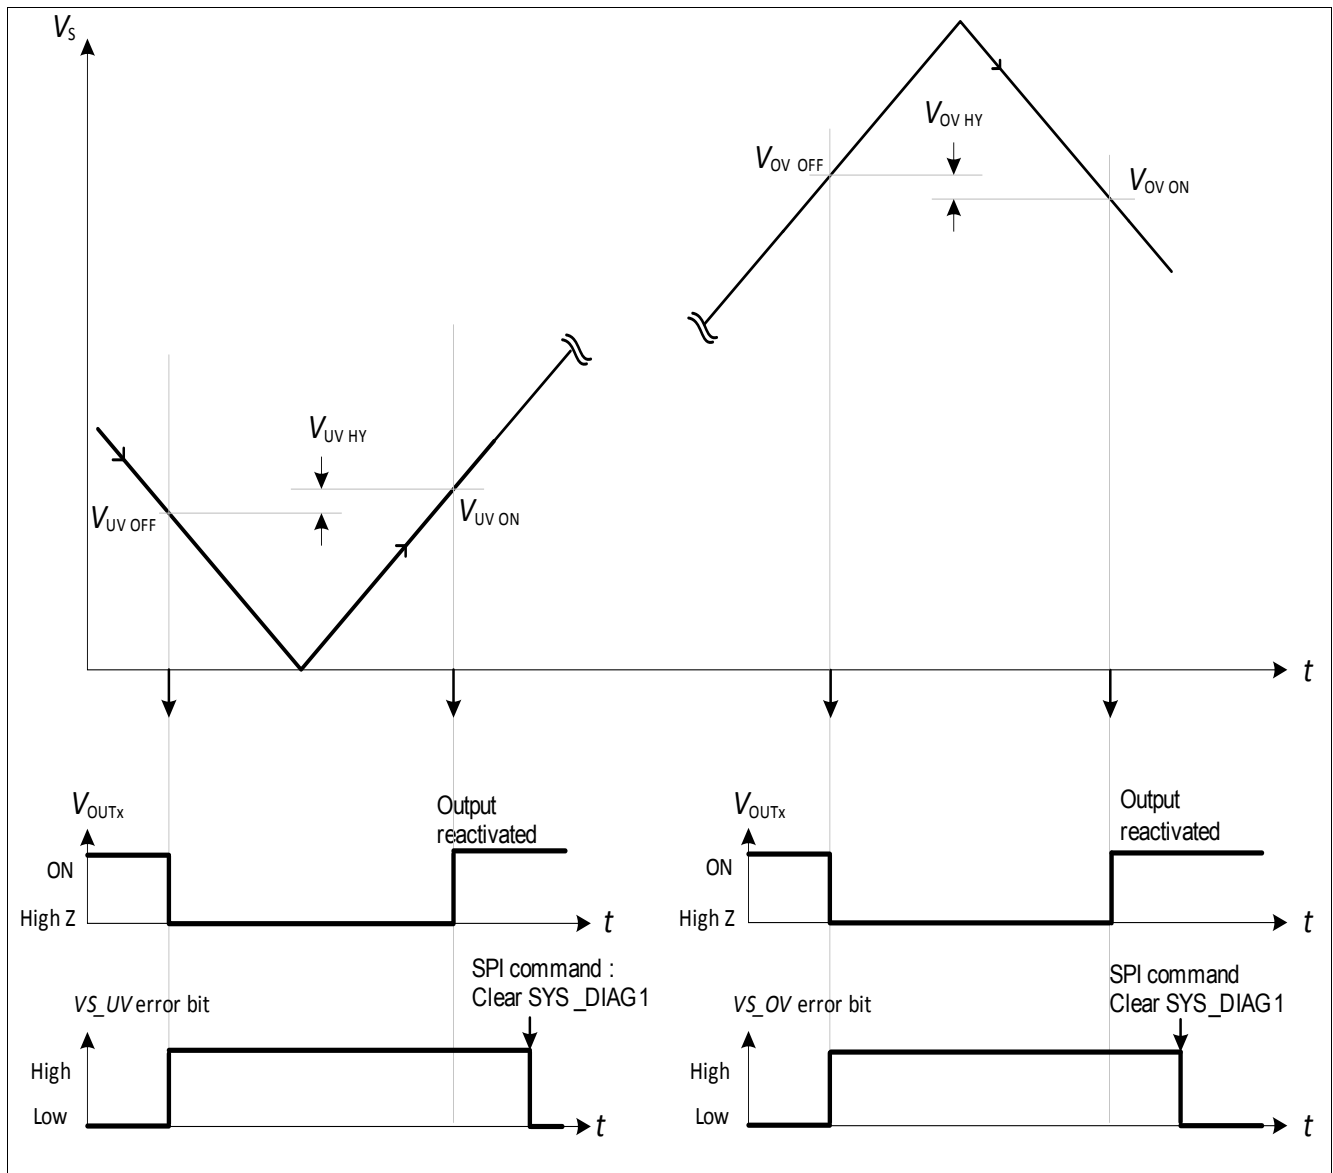 VS
VOV HY
VOV OFF
VOV ON
VUV HY
VUV OFF
VUV ON
t
VOUTx
Output
reactivated
ON
High Z
t
VOUTx
Output
reactivated
ON
High Z
t
SPI command :
Clear SYS_DIAG1
VS_UV error bit
High
Low
t
SPI command
Clear SYS_DIAG1
VS_OV error bit
High
Low
t